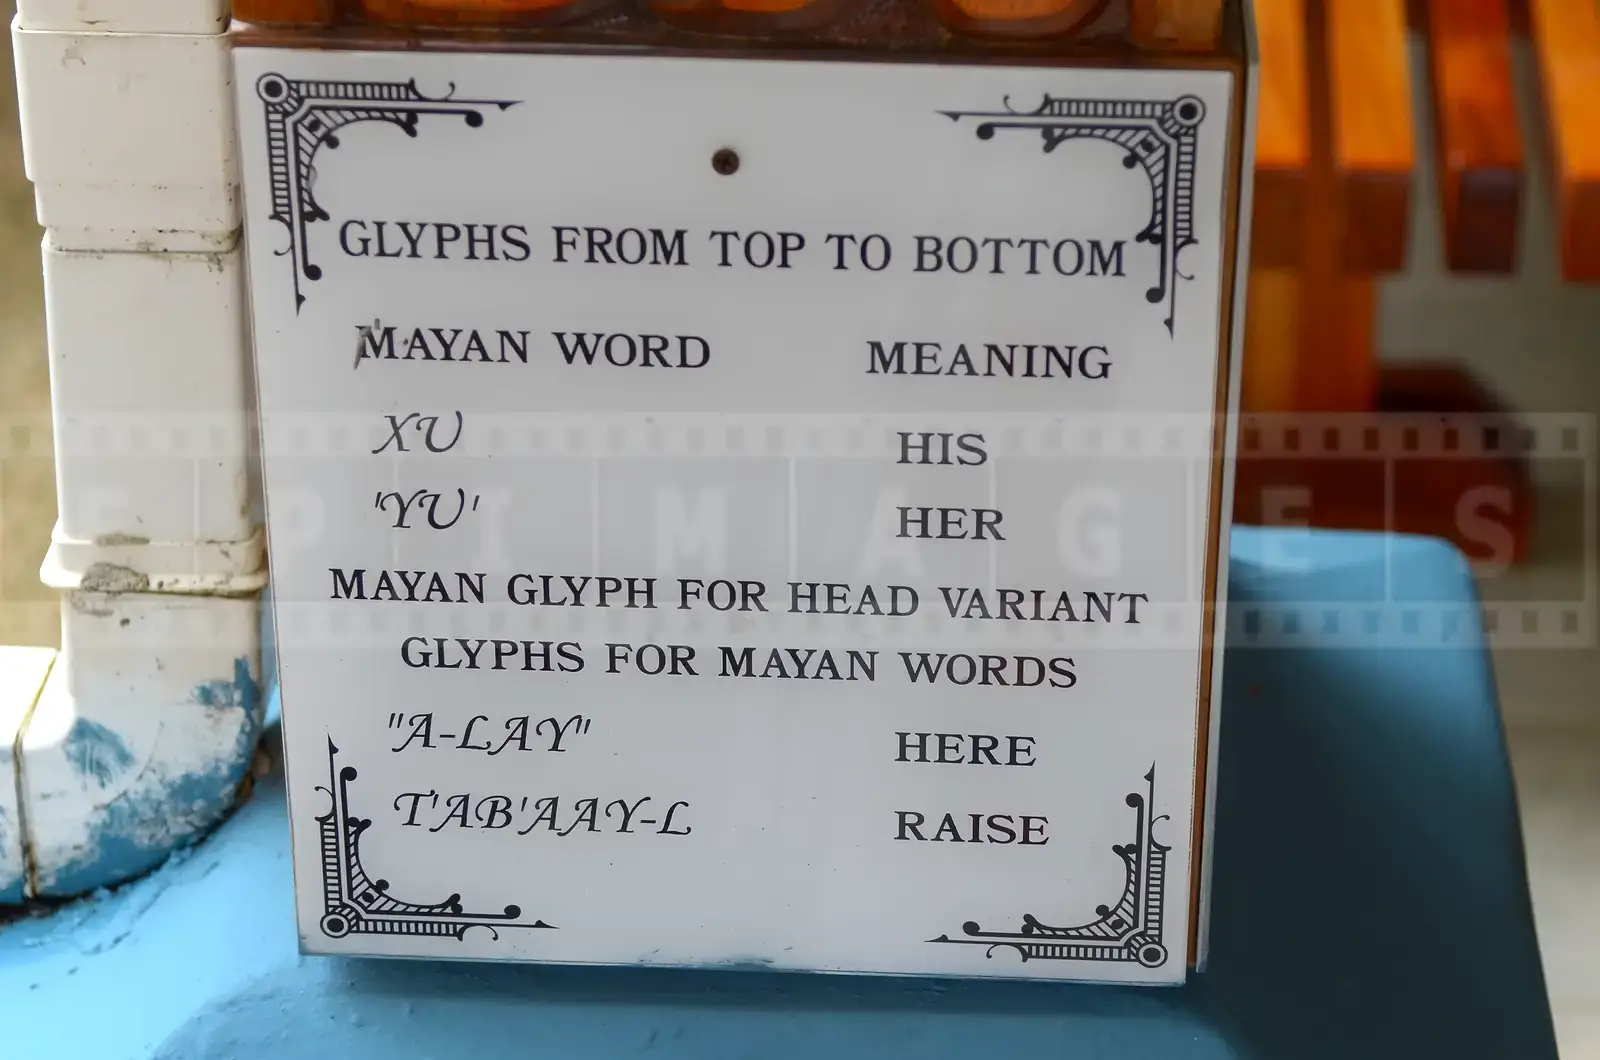 GLYPHS FROM TOP TO BOTTOM
MAYAN WORD MEANING
XU HIS
'YU' HER
MAYAN GLYPH FOR HEAD VARIANT
GLYPHS FOR MAYAN WORDS
"A-LAY" HERE
T'AB'AAY-L RAISE
EPIMAGES